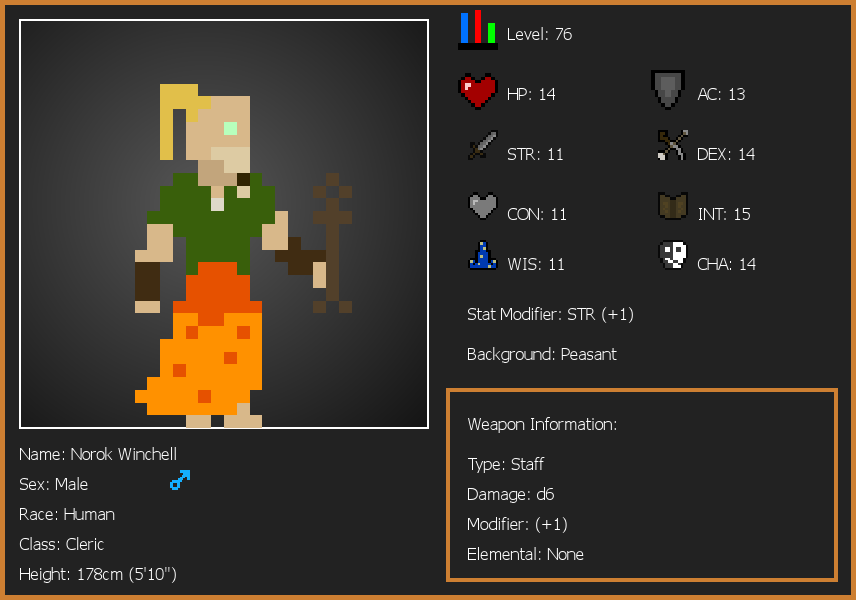 Level: 76
HP: 14
AC: 13
STR: 11
DEX: 14
CON: 11
INT: 15
WIS: 11
CHA: 14
Stat Modifier: STR (+1)
Background: Peasant
Weapon Information:
Type: Staff
Damage: d6
Modifier: (+1)
Elemental: None
Name: Norok Winchell
Sex: Male
Race: Human
Class: Cleric
Height: 178cm (5'10")